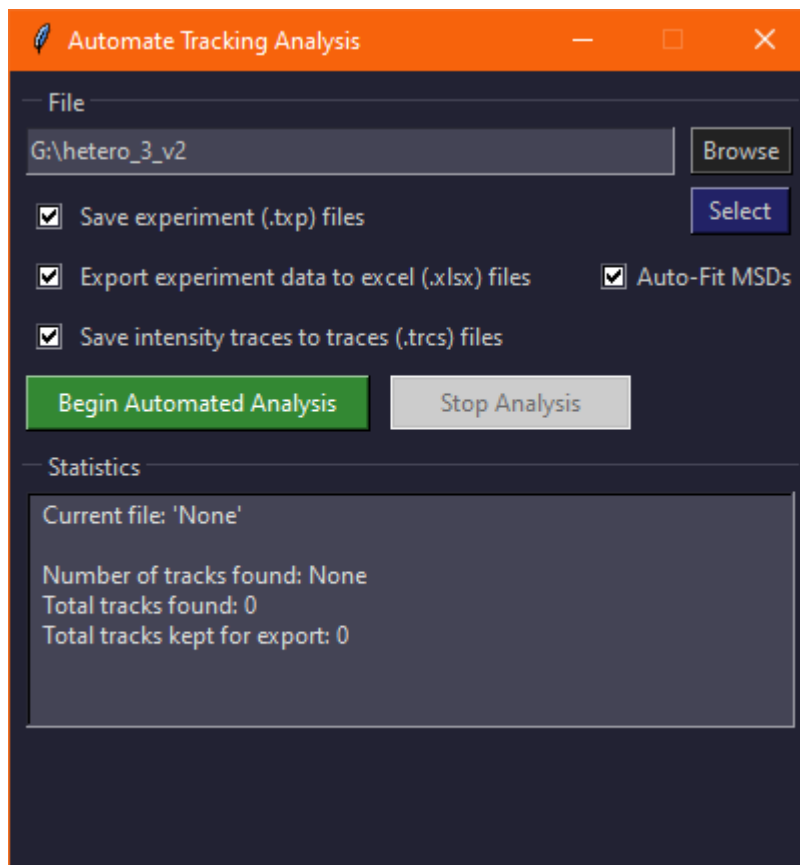 Automate Tracking Analysis
File
G:\hetero_3_v2
Browse
Save experiment (.txp) files
Select
Export experiment data to excel (.xlsx) files
Auto-Fit MSDs
Save intensity traces to traces (.trcs) files
Begin Automated Analysis
Stop Analysis
Statistics
Current file: 'None'
Number of tracks found: None
Total tracks found: 0
Total tracks kept for export: 0